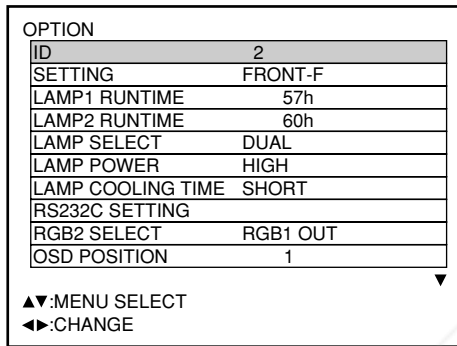 OPTION
ID 2
SETTING FRONT-F
LAMP1 RUNTIME 57h
LAMP2 RUNTIME 60h
LAMP SELECT DUAL
LAMP POWER HIGH
LAMP COOLING TIME SHORT
RS232C SETTING
RGB2 SELECT RGB1 OUT
OSD POSITION 1
▼
▲▼:MENU SELECT
◀▶:CHANGE